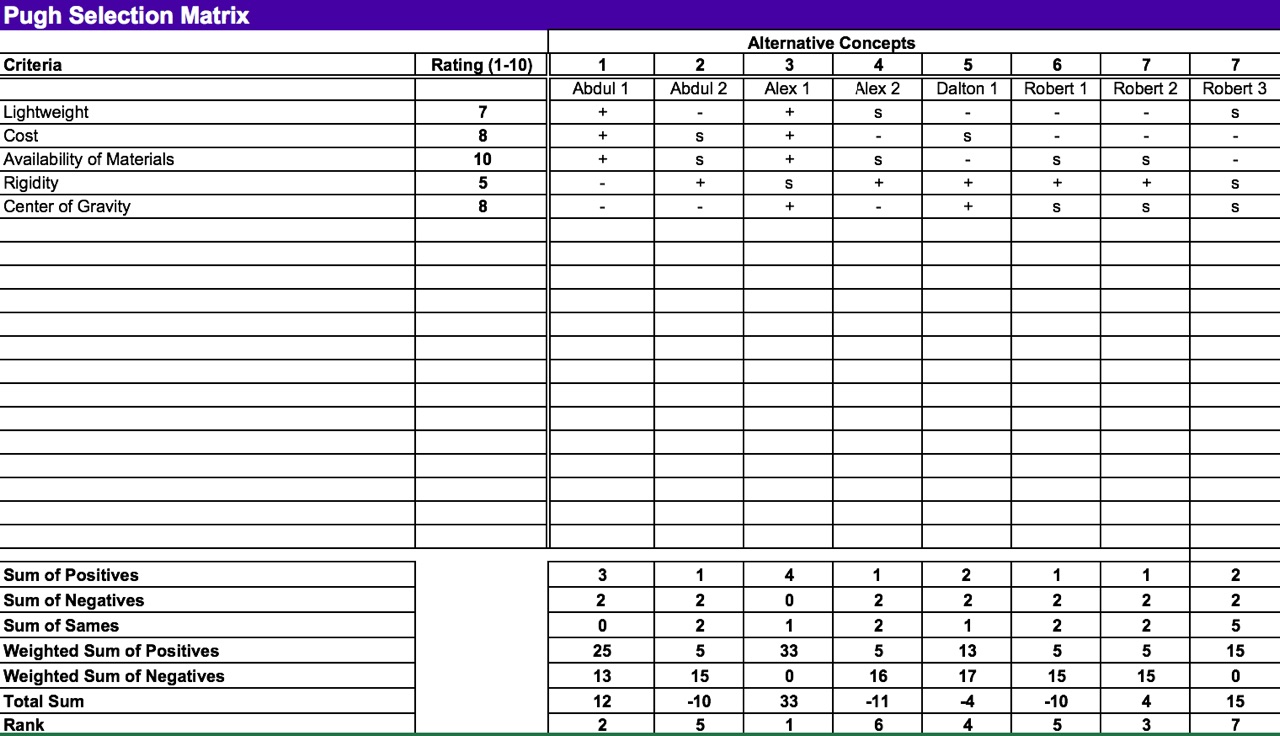 Pugh Selection Matrix
Alternative Concepts
Criteria Rating (1-10) 1 2 3 4 5 6 7 7
Abdul 1 Abdul 2 Alex 1 Alex 2 Dalton 1 Robert 1 Robert 2 Robert 3
Lightweight 7 + - + s - - - s
Cost 8 + s + - s - - -
Availability of Materials 10 + s + s - s s -
Rigidity 5 - + s + + + + s
Center of Gravity 8 - - + - + s s s
Sum of Positives 3 1 4 1 2 1 1 2
Sum of Negatives 2 2 0 2 2 2 2 2
Sum of Sames 0 2 1 2 1 2 2 5
Weighted Sum of Positives 25 5 33 5 13 5 5 15
Weighted Sum of Negatives 13 15 0 16 17 15 15 0
Total Sum 12 -10 33 -11 -4 -10 4 15
Rank 2 5 1 6 4 5 3 7